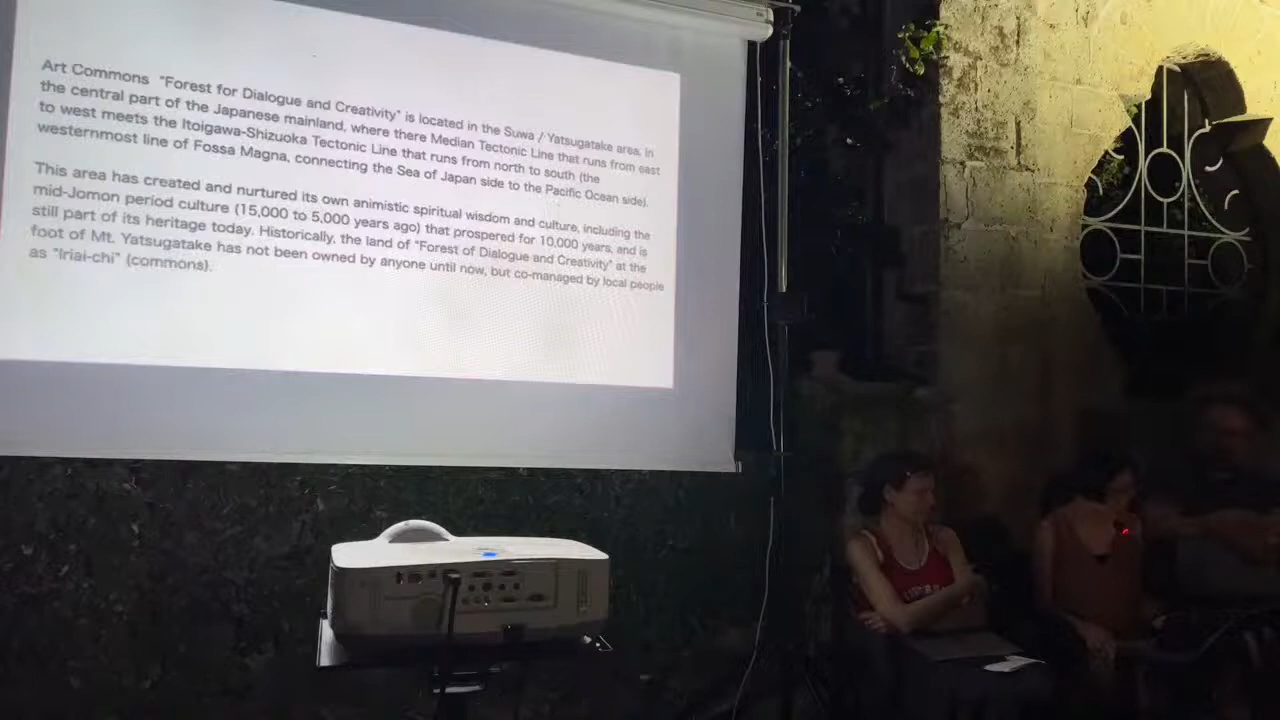 Art Commons "Forest for Dialogue and Creativity" is located in the Suwa / Yatsugatake area, in
the central part of the Japanese mainland, where there Median Tectonic Line that runs from east
to west meets the Itoigawa-Shizuoka Tectonic Line that runs from north to south (the
westernmost line of Fossa Magna, connecting the Sea of Japan side to the Pacific Ocean side).
This area has created and nurtured its own animistic spiritual wisdom and culture, including the
mid-Jomon period culture (15,000 to 5,000 years ago) that prospered for 10,000 years, and is
still part of its heritage today. Historically, the land of "Forest of Dialogue and Creativity" at the
foot of Mt. Yatsugatake has not been owned by anyone until now, but co-managed by local people
as "Iriai-chi" (commons).